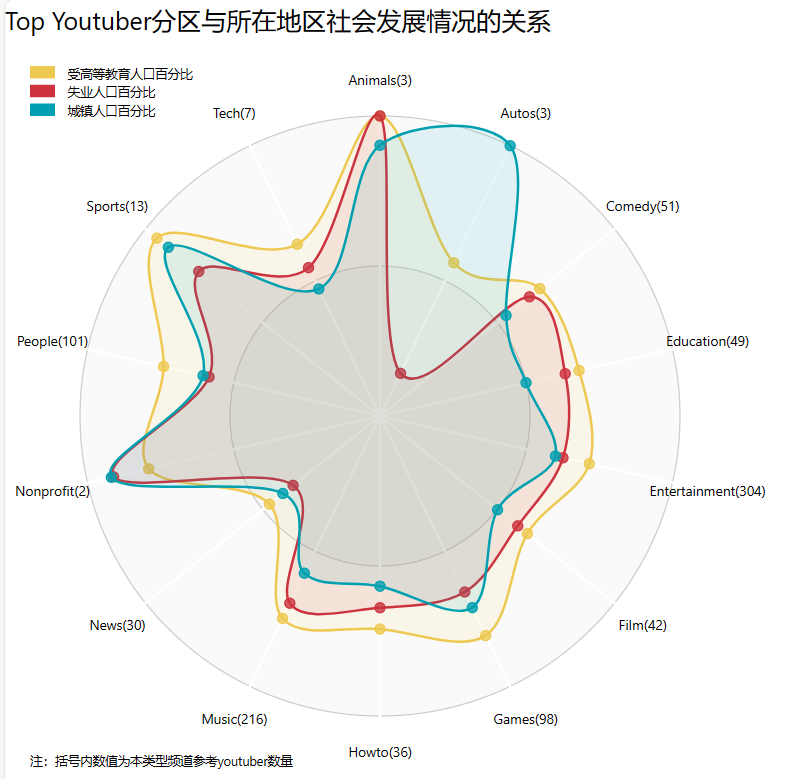 Top Youtuber分区与所在地区社会发展情况的关系
受高等教育人口百分比
失业人口百分比
城镇人口百分比
Animals(3)
Autos(3)
Comedy(51)
Education(49)
Entertainment(304)
Film(42)
Games(98)
Howto(36)
Music(216)
News(30)
Nonprofit(2)
People(101)
Sports(13)
Tech(7)
注：括号内数值为本类型频道参考youtuber数量